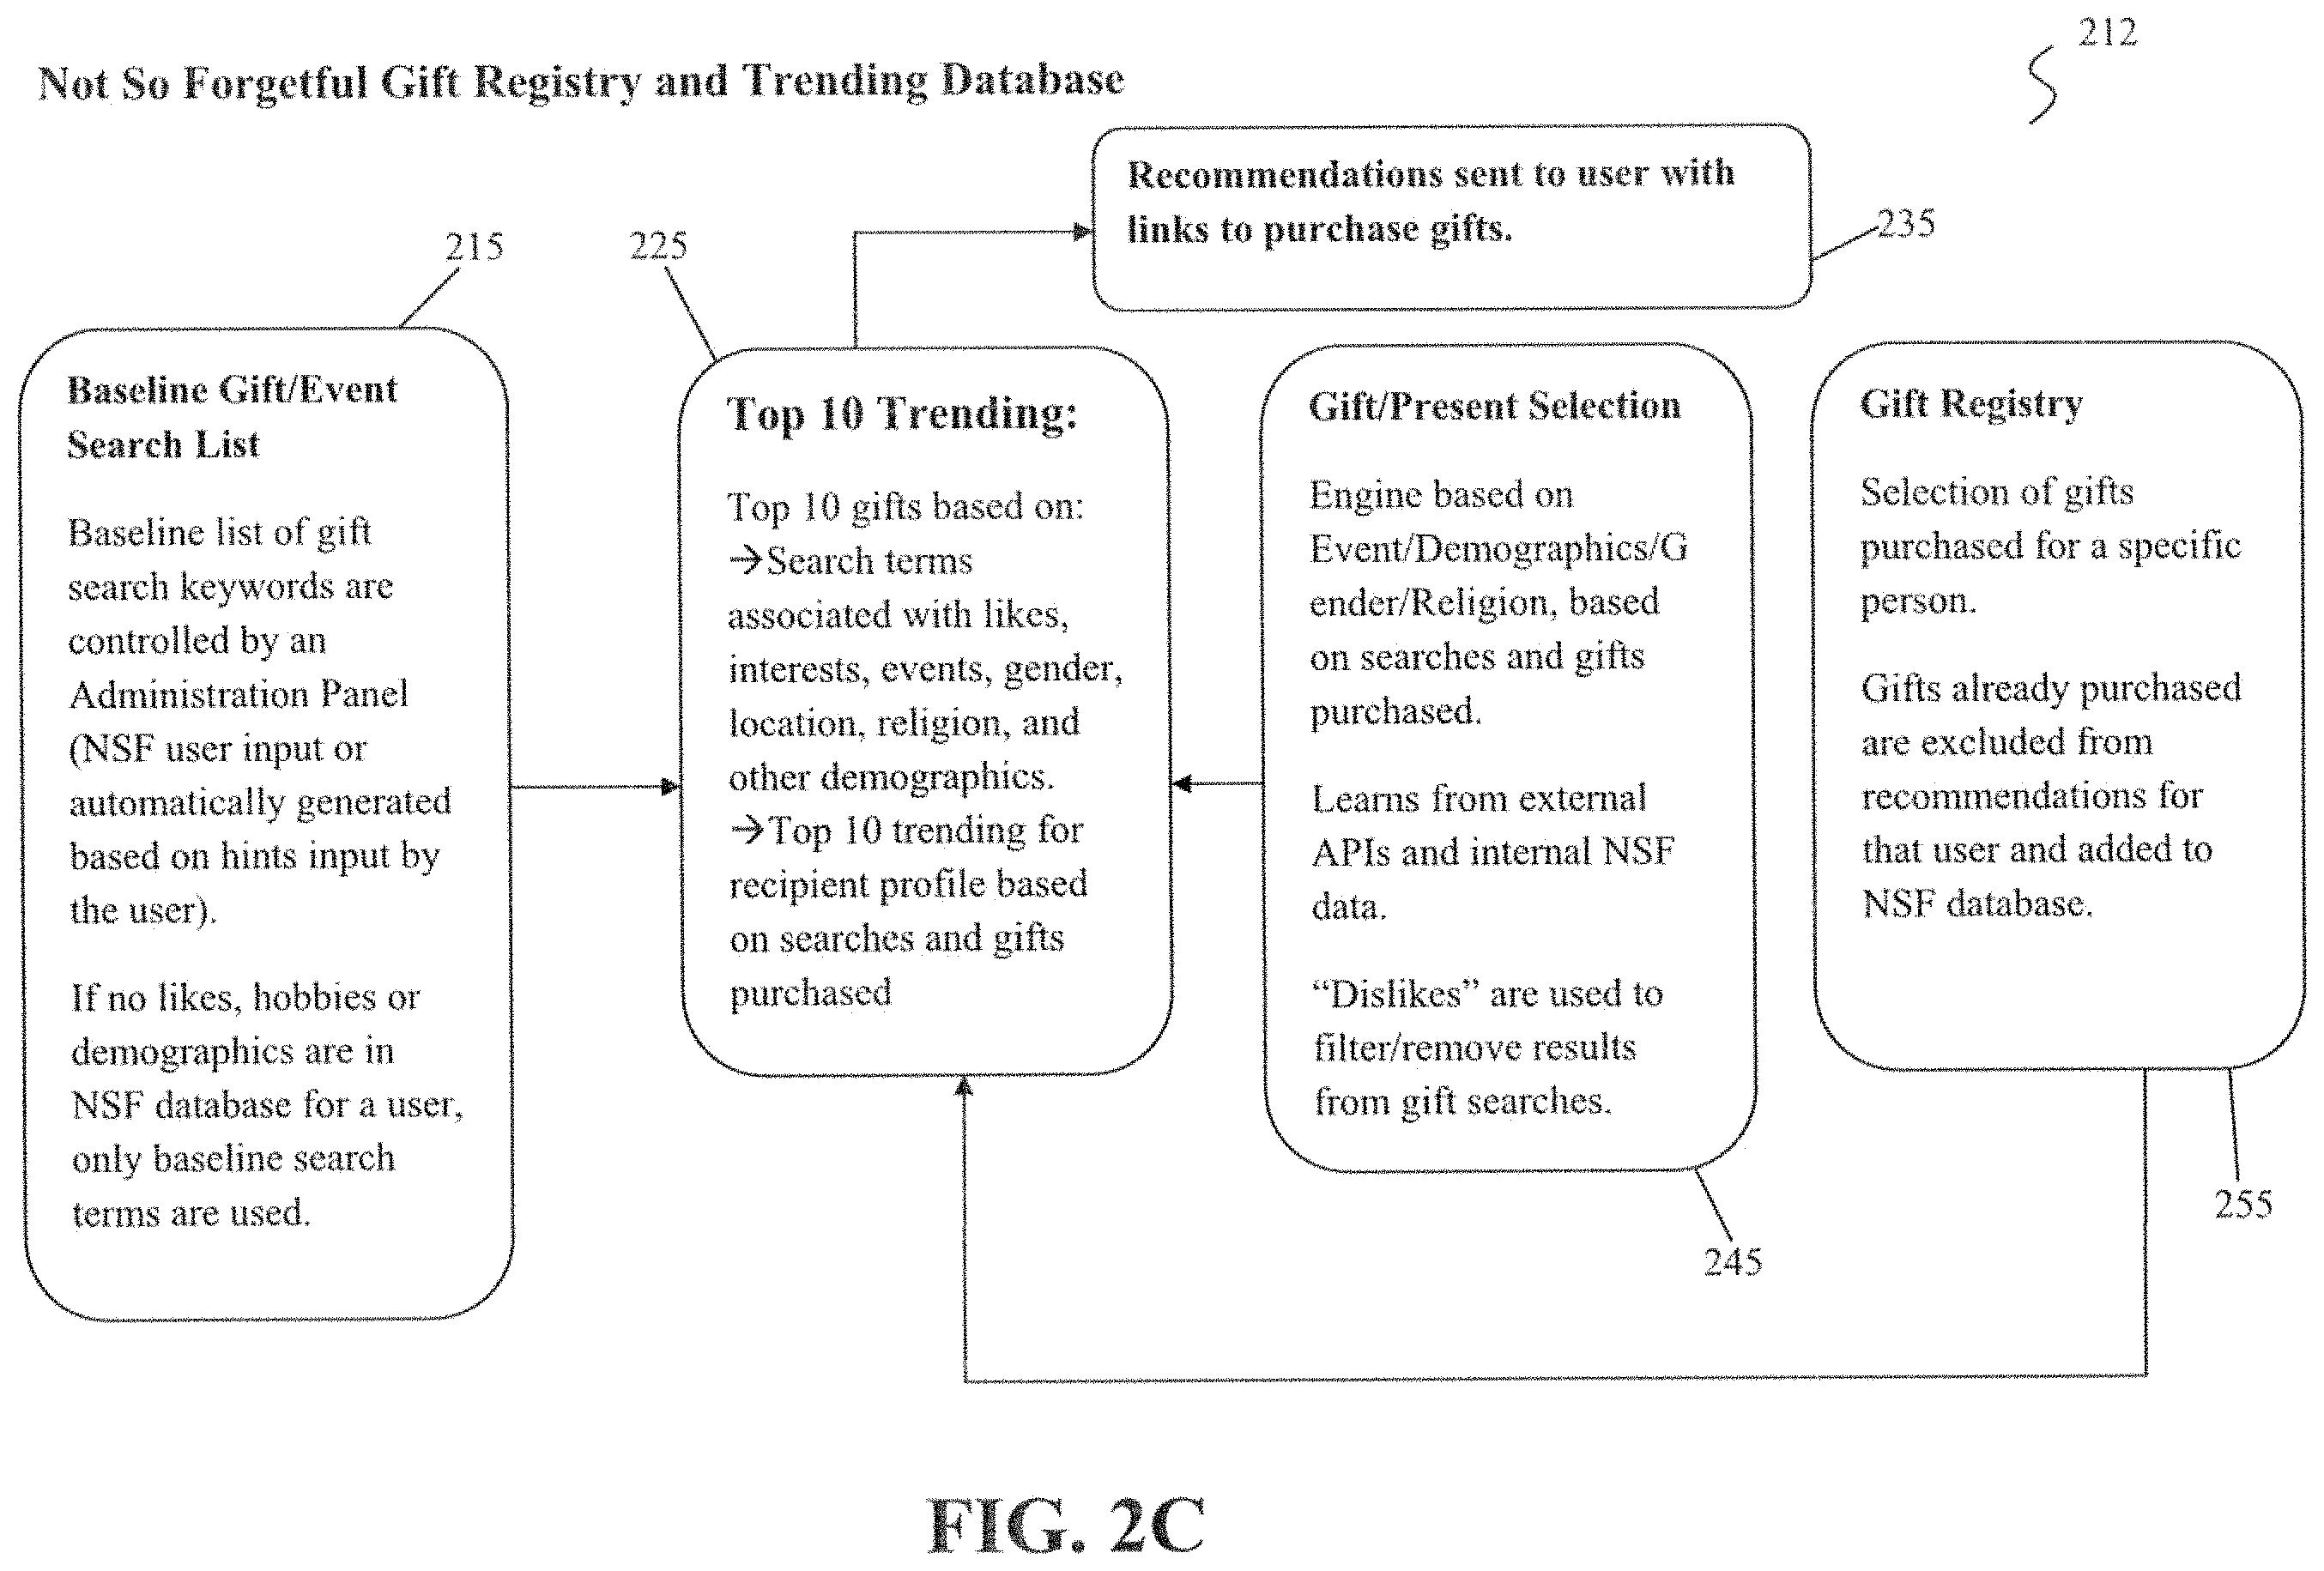 212
Not So Forgetful Gift Registry and Trending Database
Recommendations sent to user with
links to purchase gifts.
235
215
225
Baseline Gift/Event
Search List
Baseline list of gift
search keywords are
controlled by an
Administration Panel
(NSF user input or
automatically generated
based on hints input by
the user).
If no likes, hobbies or
demographics are in
NSF database for a user,
only baseline search
terms are used.
Top 10 Trending:
Top 10 gifts based on:
→Search terms
associated with likes,
interests, events, gender,
location, religion, and
other demographics.
→Top 10 trending for
recipient profile based
on searches and gifts
purchased
Gift/Present Selection
Engine based on
Event/Demographics/G
ender/Religion, based
on searches and gifts
purchased.
Learns from external
APIs and internal NSF
data.
“Dislikes” are used to
filter/remove results
from gift searches.
245
Gift Registry
Selection of gifts
purchased for a specific
person.
Gifts already purchased
are excluded from
recommendations for
that user and added to
NSF database.
255
FIG. 2C